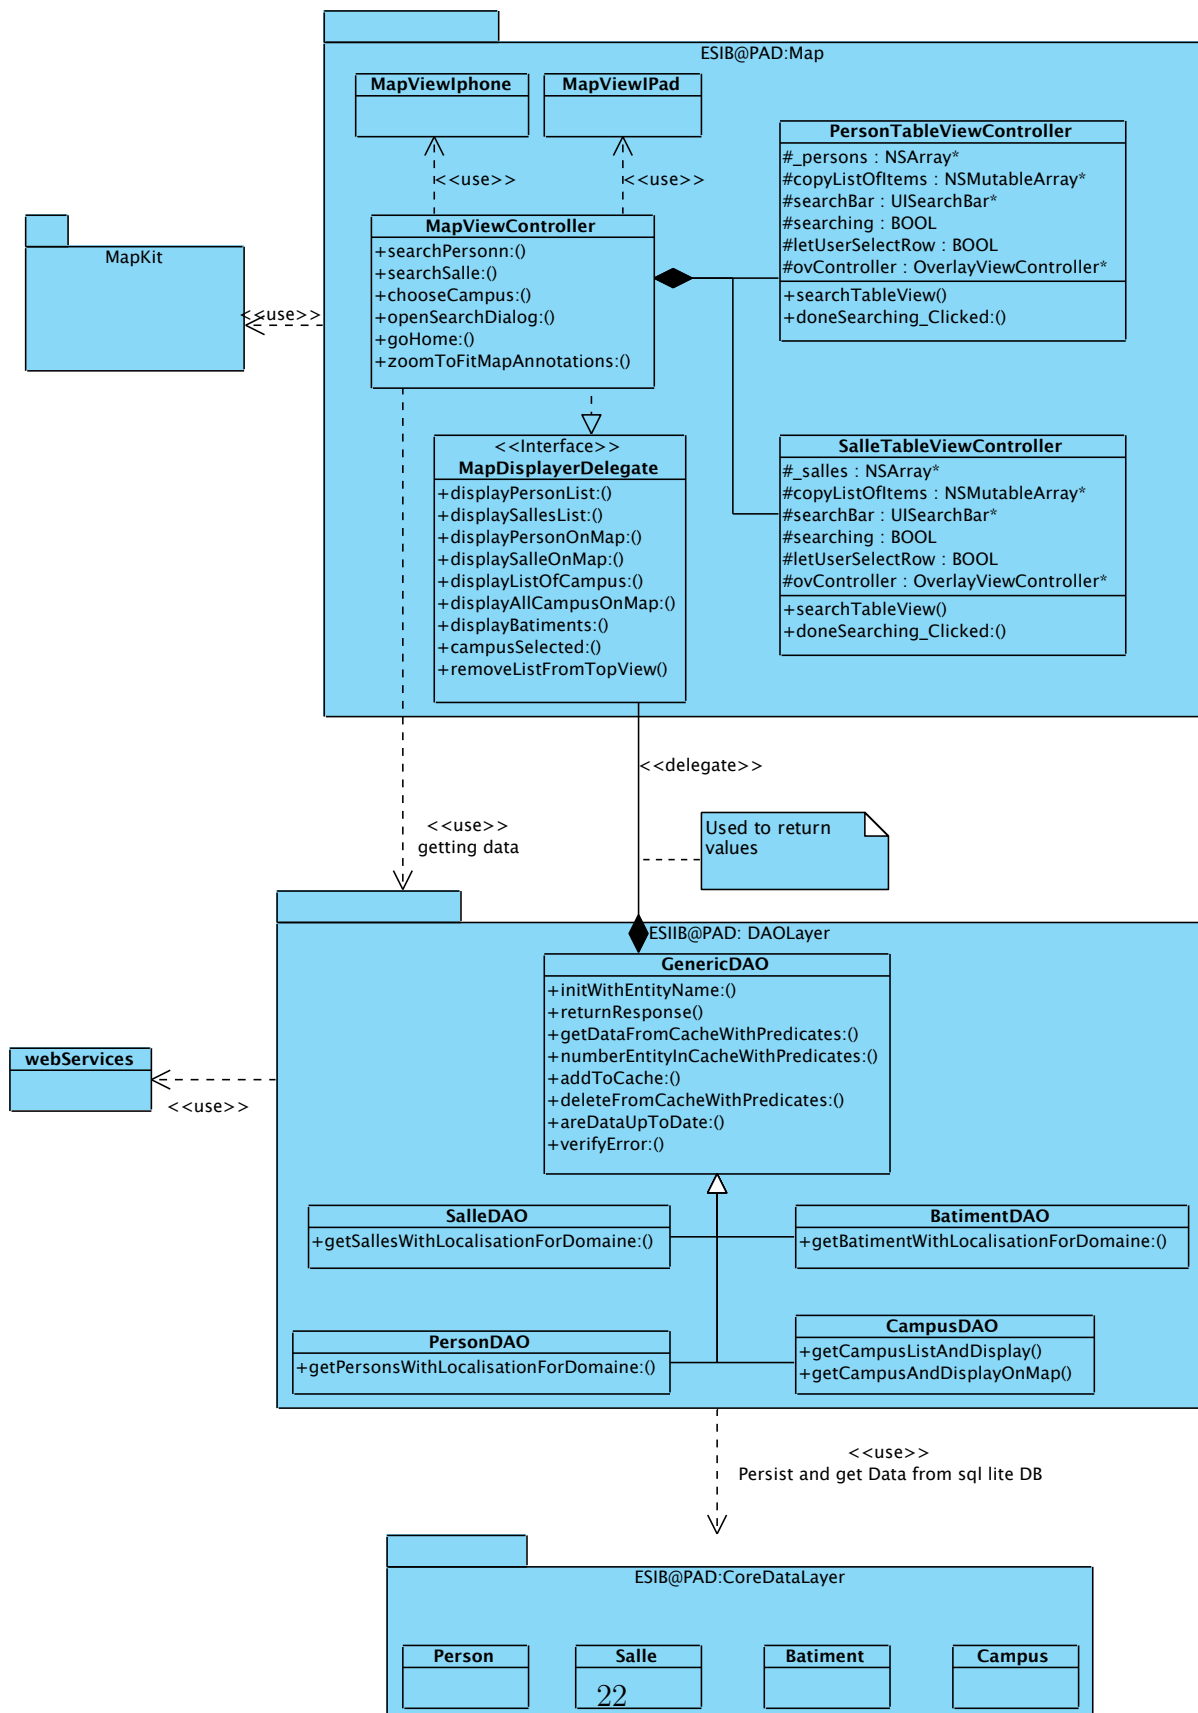 ESIB@PAD:Map
MapViewIphone
MapViewIPad
<<use>>
<<use>>
PersonTableViewController
#_persons : NSArray*
#copyListOfItems : NSMutableArray*
#searchBar : UISearchBar*
#searching : BOOL
#letUserSelectRow : BOOL
#ovController : OverlayViewController*
+searchTableView()
+doneSearching_Clicked:()
MapViewController
+searchPersonn:()
+searchSalle:()
+chooseCampus:()
+openSearchDialog:()
+goHome:()
+zoomToFitMapAnnotations:()
MapKit
<<use>>
<<Interface>>
MapDisplayerDelegate
+displayPersonList:()
+displaySallesList:()
+displayPersonOnMap:()
+displaySalleOnMap:()
+displayListOfCampus:()
+displayAllCampusOnMap:()
+displayBatiments:()
+campusSelected:()
+removeListFromTopView()
SalleTableViewController
#_salles : NSArray*
#copyListOfItems : NSMutableArray*
#searchBar : UISearchBar*
#searching : BOOL
#letUserSelectRow : BOOL
#ovController : OverlayViewController*
+searchTableView()
+doneSearching_Clicked:()
<<delegate>>
<<use>>
getting data
Used to return
values
ESIIB@PAD: DAOLayer
GenericDAO
+initWithEntityName:()
+returnResponse()
+getDataFromCacheWithPredicates:()
+numberEntityInCacheWithPredicates:()
+addToCache:()
+deleteFromCacheWithPredicates:()
+areDataUpToDate:()
+verifyError:()
webServices
<<use>>
SalleDAO
+getSallesWithLocalisationForDomaine:()
BatimentDAO
+getBatimentWithLocalisationForDomaine:()
PersonDAO
+getPersonsWithLocalisationForDomaine:()
CampusDAO
+getCampusListAndDisplay()
+getCampusAndDisplayOnMap()
<<use>>
Persist and get Data from sql lite DB
ESIB@PAD:CoreDataLayer
Person
Salle
Batiment
Campus
22